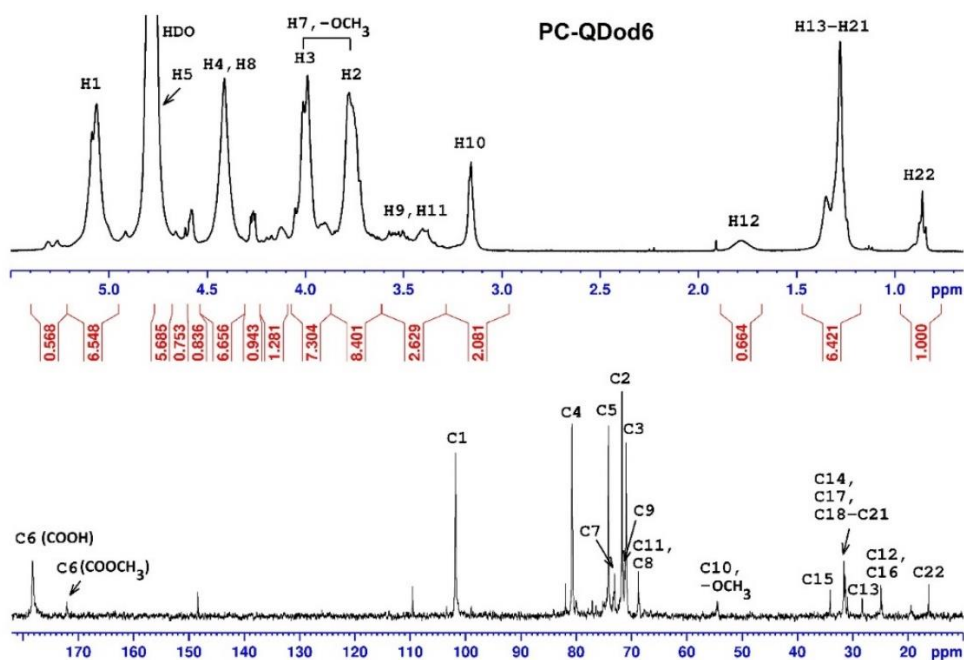 PC-QDod6
H7, –OCH3
H13–H21
HDO
H5
H4, H8
H3
H2
H1
H10
H22
H9, H11
H12
5.0 4.5 4.0 3.5 3.0 2.5 2.0 1.5 1.0 ppm
0.568 6.548 5.685 0.753 0.836 6.656 0.943 1.281 7.304 8.401 2.629 2.081 0.664 6.421 1.000
C2
C4
C5
C3
C1
C14,
C17,
C18–C21
C7
C9
C6 (COOH)
C11,
C8
C6 (COOCH3)
C10,
–OCH3
C12,
C16
C15
C13
C22
170 160 150 140 130 120 110 100 90 80 70 60 50 40 30 20 ppm